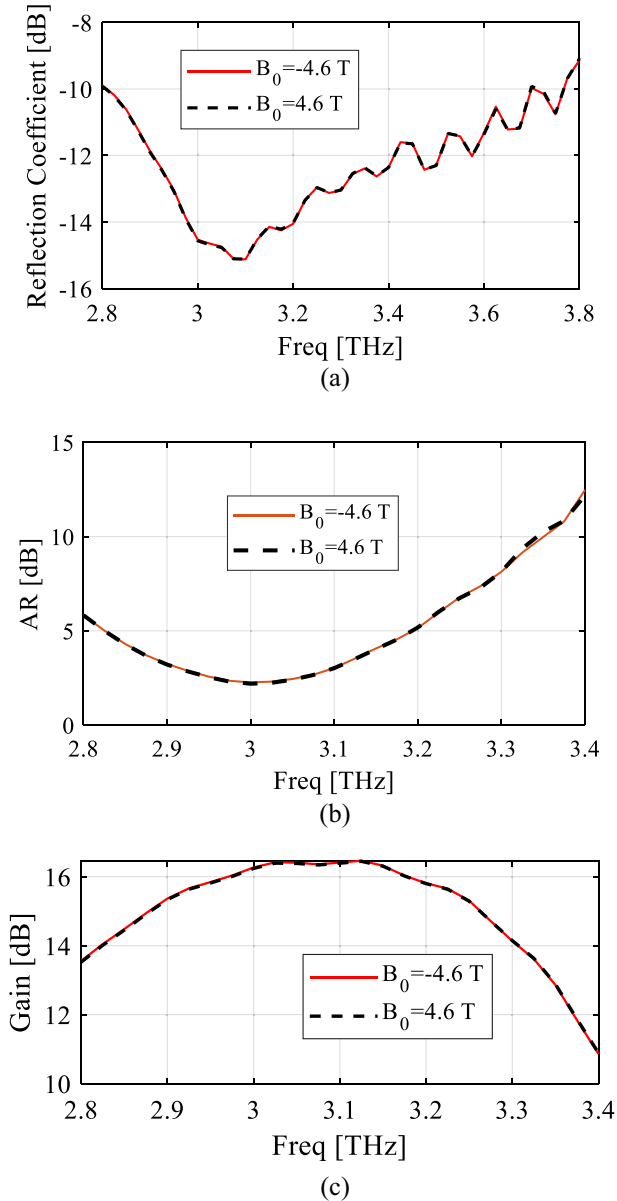 Reflection Coefficient [dB]
-8
-10
-12
-14
-16
B0=-4.6 T
B0=4.6 T
2.8 3 3.2 3.4 3.6 3.8
Freq [THz]
(a)
AR [dB]
15
10
5
0
B0=-4.6 T
B0=4.6 T
2.8 2.9 3 3.1 3.2 3.3 3.4
Freq [THz]
(b)
Gain [dB]
16
14
12
10
B0=-4.6 T
B0=4.6 T
2.8 2.9 3 3.1 3.2 3.3 3.4
Freq [THz]
(c)